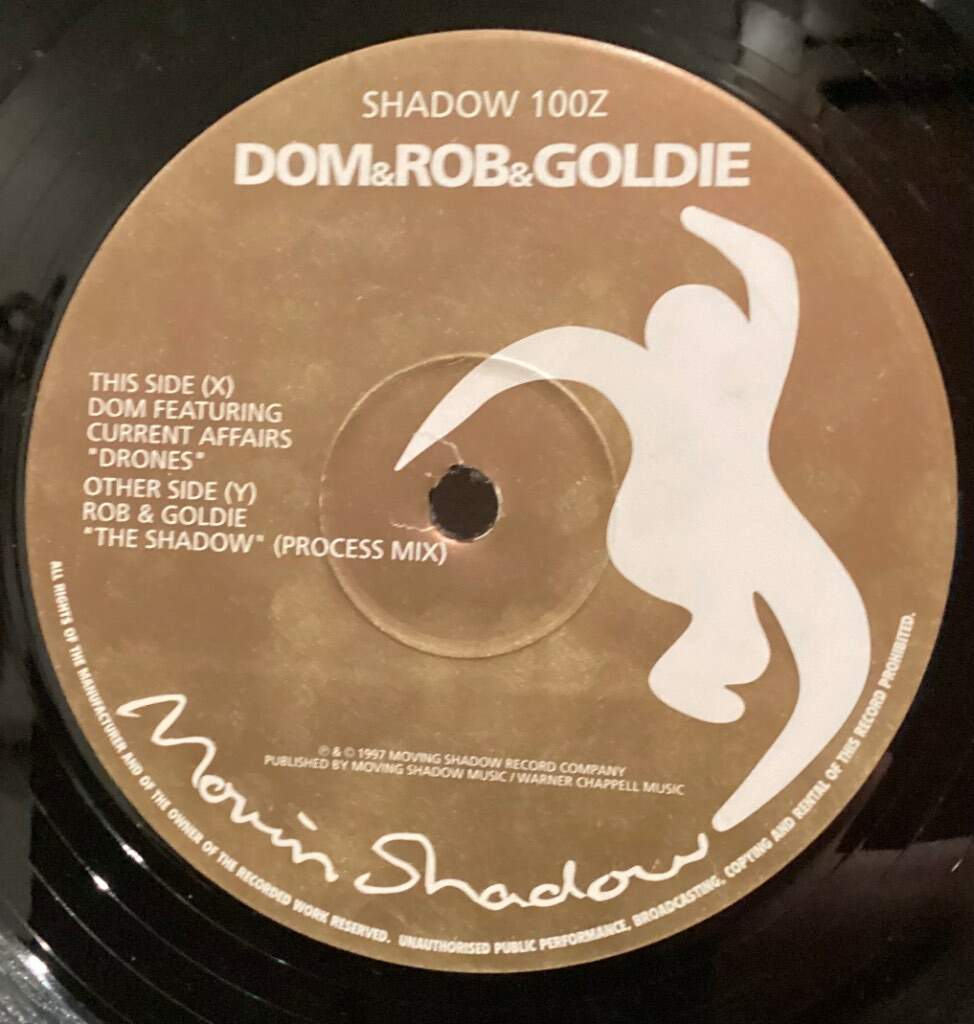 SHADOW 100Z
DOM&ROB&GOLDIE
THIS SIDE (X)
DOM FEATURING
CURRENT AFFAIRS
"DRONES"
OTHER SIDE (Y)
ROB & GOLDIE
"THE SHADOW" (PROCESS MIX)
℗ & © 1997 MOVING SHADOW RECORD COMPANY
PUBLISHED BY MOVING SHADOW MUSIC / WARNER CHAPPELL MUSIC
Movin Shadow
ALL RIGHTS OF THE MANUFACTURER AND OF THE OWNER OF THE RECORDED WORK RESERVED. UNAUTHORISED PUBLIC PERFORMANCE, BROADCASTING, COPYING AND RENTAL OF THIS RECORD PROHIBITED.